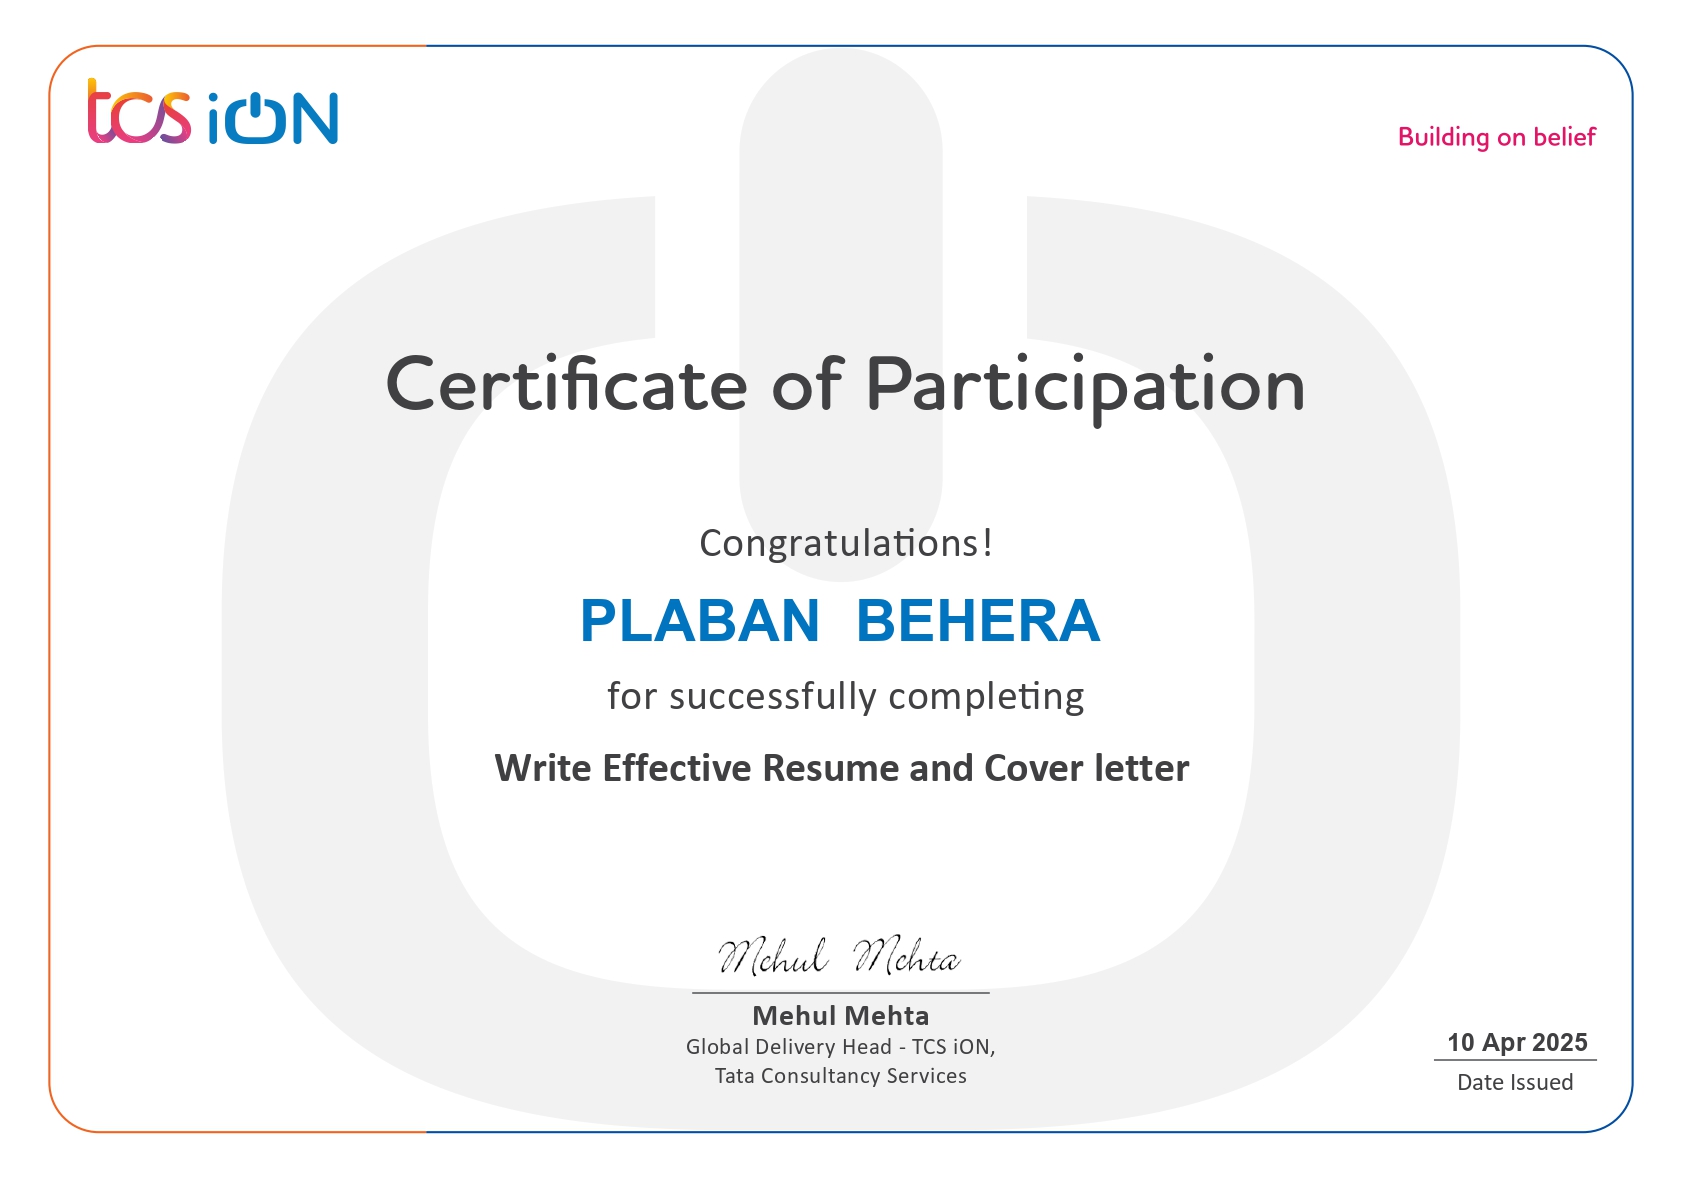 tcs iON
Building on belief
Certificate of Participation
Congratulations!
PLABAN BEHERA
for successfully completing
Write Effective Resume and Cover letter
Mehul Mehta
Mehul Mehta
Global Delivery Head - TCS iON,
Tata Consultancy Services
10 Apr 2025
Date Issued